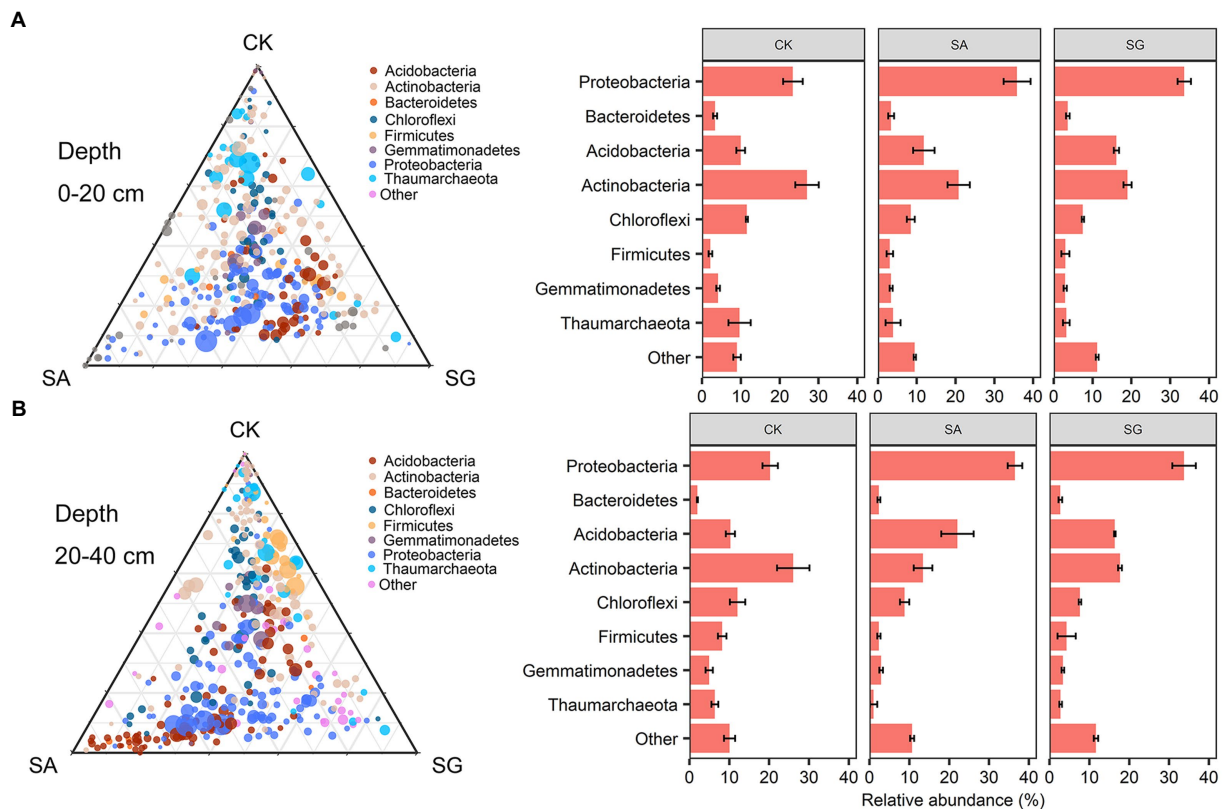 A
CK
Depth
0-20 cm
SA
SG
Acidobacteria
Actinobacteria
Bacteroidetes
Chloroflexi
Firmicutes
Gemmatimonadetes
Proteobacteria
Thaumarchaeota
Other
CK SA SG
Proteobacteria
Bacteroidetes
Acidobacteria
Actinobacteria
Chloroflexi
Firmicutes
Gemmatimonadetes
Thaumarchaeota
Other
0 10 20 30 40 0 10 20 30 40 0 10 20 30 40
B
CK
Depth
20-40 cm
SA
SG
Acidobacteria
Actinobacteria
Bacteroidetes
Chloroflexi
Firmicutes
Gemmatimonadetes
Proteobacteria
Thaumarchaeota
Other
CK SA SG
Proteobacteria
Bacteroidetes
Acidobacteria
Actinobacteria
Chloroflexi
Firmicutes
Gemmatimonadetes
Thaumarchaeota
Other
0 10 20 30 40 0 10 20 30 40 0 10 20 30 40
Relative abundance (%)